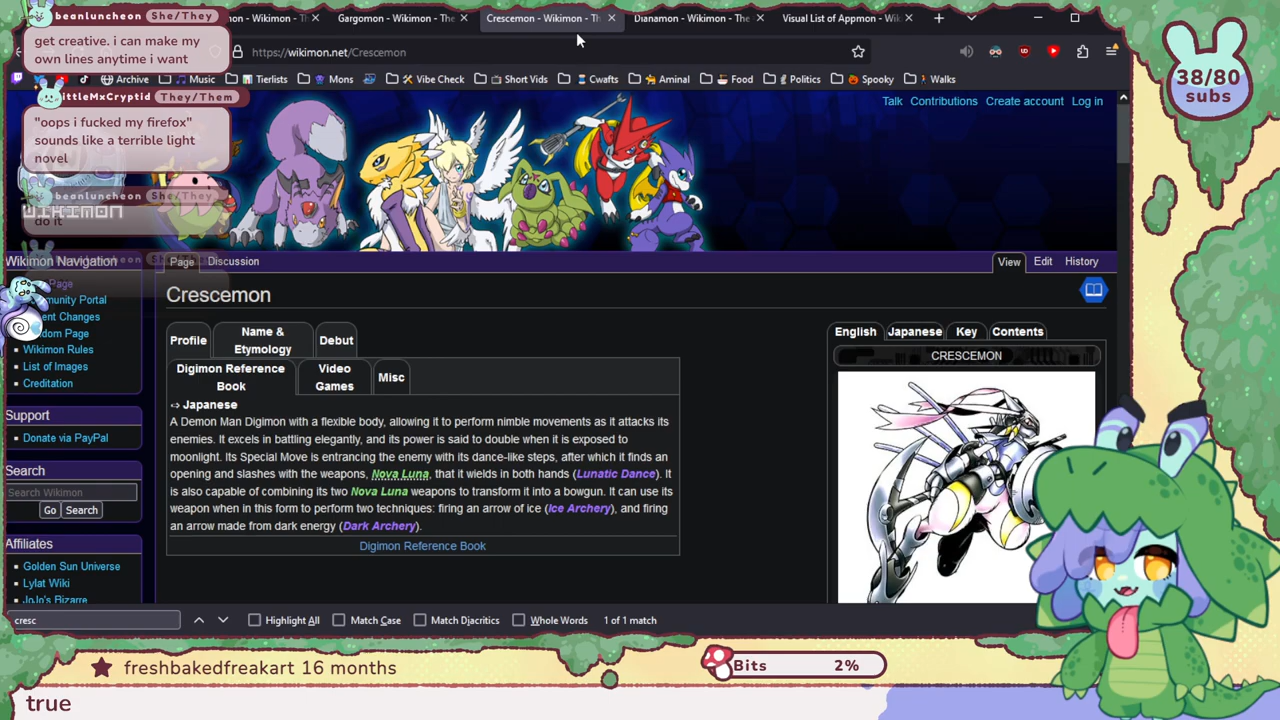 beanluncheon She/They
get creative. i can make my
own lines anytime i want
ittleMxCryptid They/Them
"oops i fucked my firefox"
sounds like a terrible light
novel
beanluncheon She/They
do it
beanluncheon
on - Wikimon - T
Gargomon - Wikimon - The
Crescemon - Wikimon - Th
Dianamon - Wikimon - The
Visual List of Appmon - Wiki
https://wikimon.net/Crescemon
Archive
Music
Tierlists
Mons
Vibe Check
Short Vids
Cwafts
Aminal
Food
Politics
Spooky
Walks
38/80
subs
Talk Contributions Create account Log in
WIKIMON
Wikimon Navigation
Page
munity Portal
ent Changes
dom Page
Wikimon Rules
List of Images
Creditation
Support
Donate via PayPal
Search
Search Wikimon
Go Search
Affiliates
Golden Sun Universe
Lylat Wiki
JoJo's Bizarre
Page Discussion
View Edit History
Crescemon
Profile
Name &
Etymology
Debut
Digimon Reference
Book
Video
Games
Misc
⇨ Japanese
A Demon Man Digimon with a flexible body, allowing it to perform nimble movements as it attacks its
enemies. It excels in battling elegantly, and its power is said to double when it is exposed to
moonlight. Its Special Move is entrancing the enemy with its dance-like steps, after which it finds an
opening and slashes with the weapons, Nova Luna, that it wields in both hands (Lunatic Dance). It
is also capable of combining its two Nova Luna weapons to transform it into a bowgun. It can use its
weapon when in this form to perform two techniques: firing an arrow of ice (Ice Archery), and firing
an arrow made from dark energy (Dark Archery).
Digimon Reference Book
English Japanese Key Contents
CRESCEMON
cresc
Highlight All
Match Case
Match Diacritics
Whole Words
1 of 1 match
freshbakedfreakart 16 months
Bits 2%
true